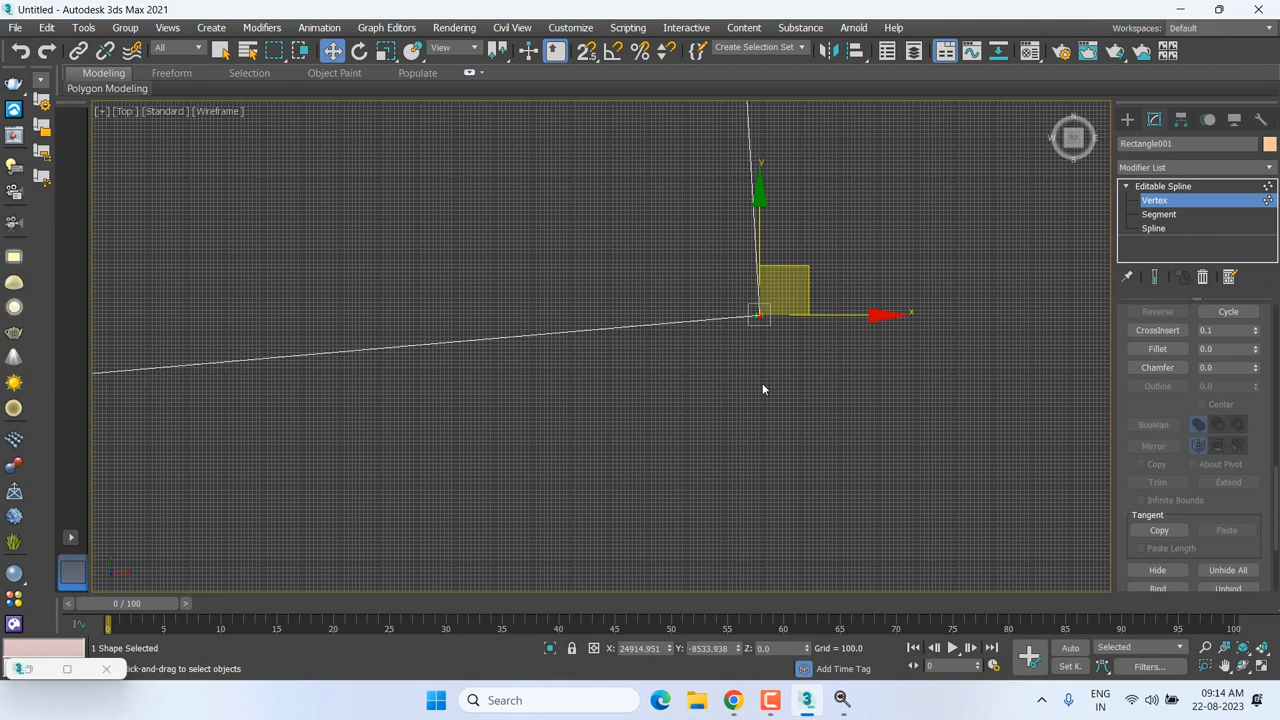 Untitled - Autodesk 3ds Max 2021
File Edit Tools Group Views Create Modifiers Animation Graph Editors Rendering Civil View Customize Scripting Interactive Content Substance Arnold Help Workspaces: Default
All View Create Selection Set
Modeling Freeform Selection Object Paint Populate
Polygon Modeling
[+] [Top ] [Standard ] [Wireframe ]
N
W E
S
y
x
Rectangle001
Modifier List
Editable Spline
Vertex
Segment
Spline
Reverse Cycle
CrossInsert 0.1
Fillet 0.0
Chamfer 0.0
Outline 0.0
Center
Boolean
Mirror
Copy About Pivot
Trim Extend
Infinite Bounds
Tangent
Copy Paste
Paste Length
Hide Unhide All
Bind Unbind
< 0 / 100 >
0 5 10 15 20 25 30 35 40 45 50 55 60 65 70 75 80 85 90 95 100
1 Shape Selected X: 24914.951 Y: -8533.938 Z: 0.0 Grid = 100.0 Auto Selected
click-and-drag to select objects Add Time Tag 0 Set K. Filters...
Search ENG IN 09:14 AM 22-08-2023